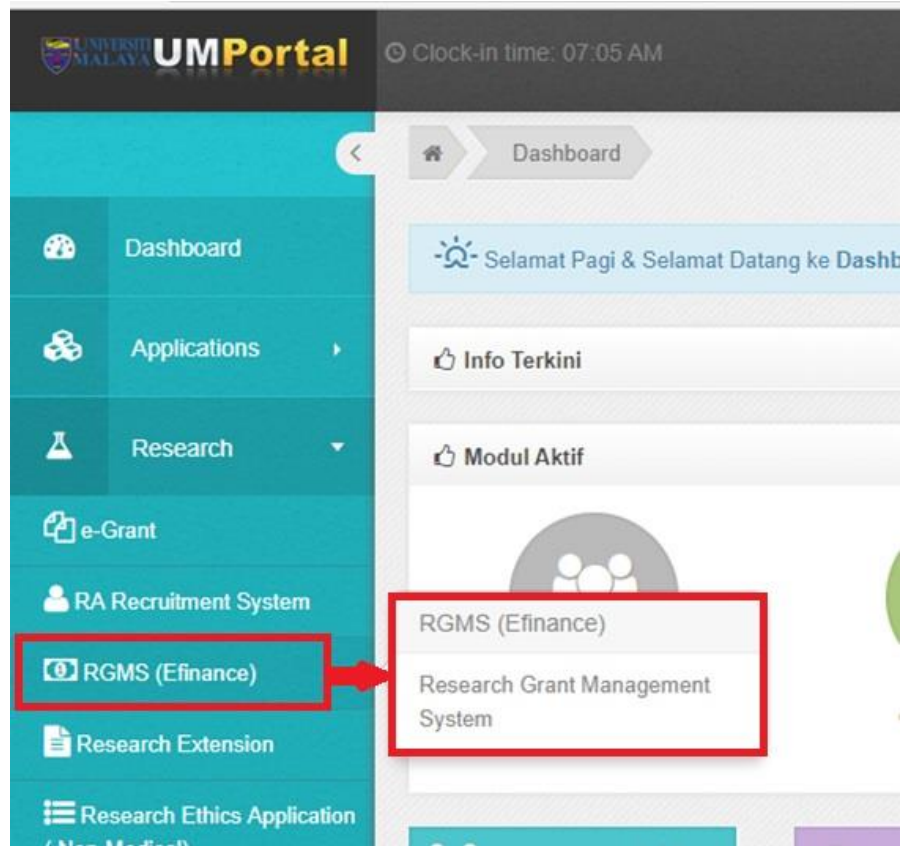 UNIVERSITI
MALAYA
UMPortal
Clock-in time: 07:05 AM
Dashboard
Dashboard
Selamat Pagi & Selamat Datang ke Dashb
Applications
Info Terkini
Research
Modul Aktif
e-Grant
RA Recruitment System
RGMS (Efinance)
RGMS (Efinance)
Research Grant Management
System
Research Extension
Research Ethics Application
( Non-Medical)